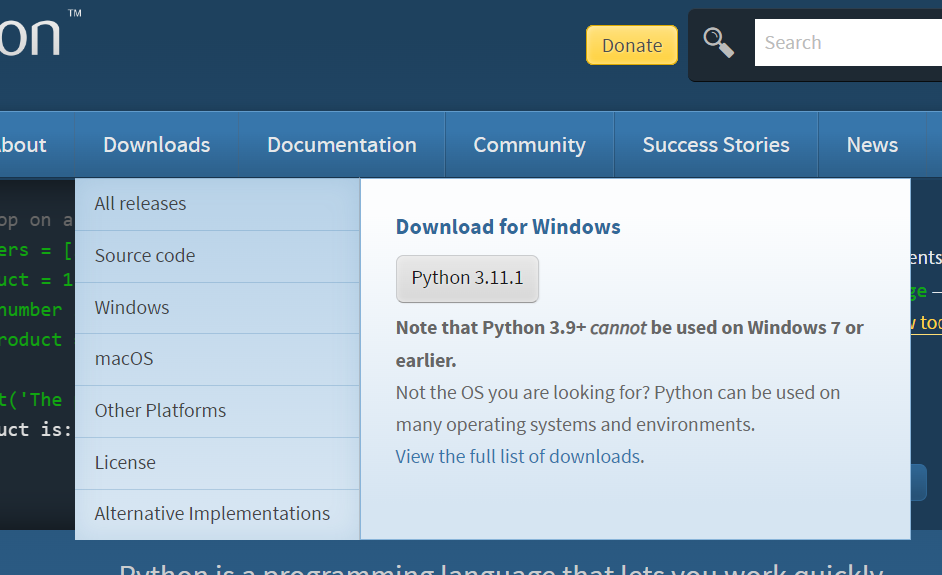 on™
Donate
Search
bout
Downloads
Documentation
Community
Success Stories
News
All releases
Source code
Windows
macOS
Other Platforms
License
Alternative Implementations
Download for Windows
Python 3.11.1
Note that Python 3.9+ cannot be used on Windows 7 or
earlier.
Not the OS you are looking for? Python can be used on
many operating systems and environments.
View the full list of downloads.
op on a
ers = [
uct = 1
number
roduct
t('The
uct is:
ents
ge –
w too
Python is a programming language that lets you work quickly